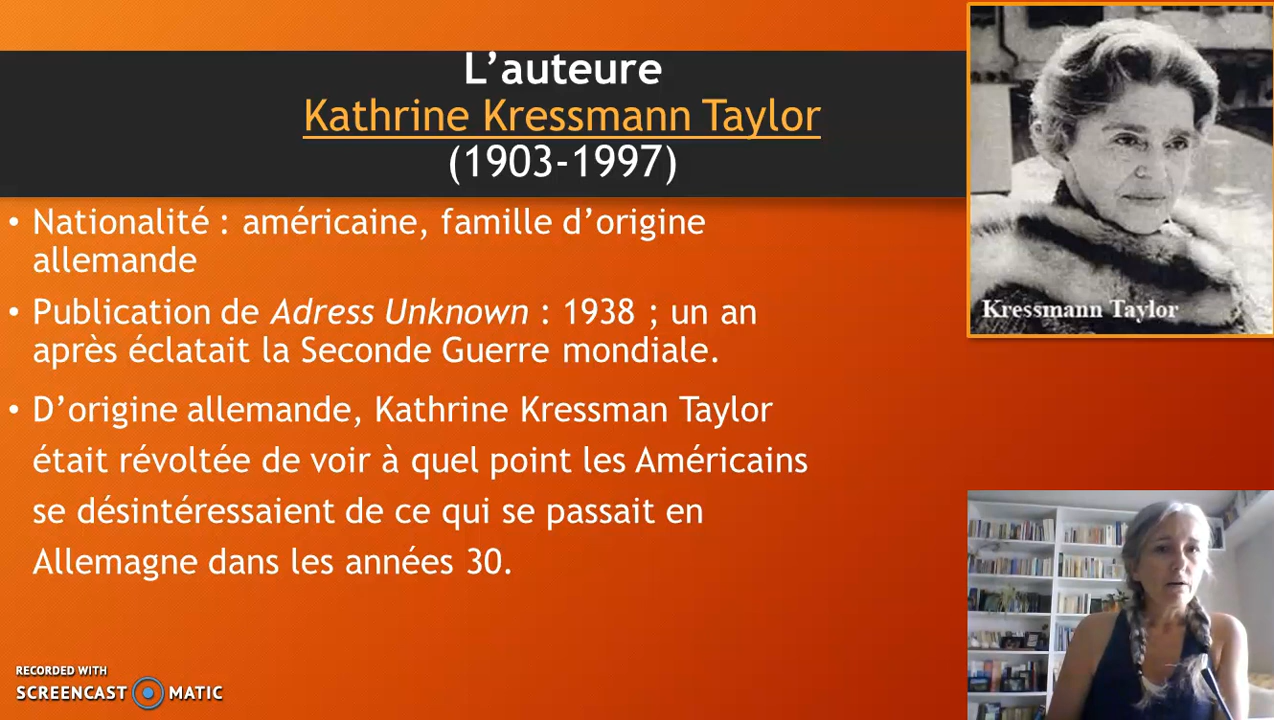 L’auteure
Kathrine Kressmann Taylor
(1903-1997)
• Nationalité : américaine, famille d’origine
allemande
• Publication de Adress Unknown : 1938 ; un an
après éclatait la Seconde Guerre mondiale.
• D’origine allemande, Kathrine Kressman Taylor
était révoltée de voir à quel point les Américains
se désintéressaient de ce qui se passait en
Allemagne dans les années 30.
Kressmann Taylor
RECORDED WITH
SCREENCAST MATIC